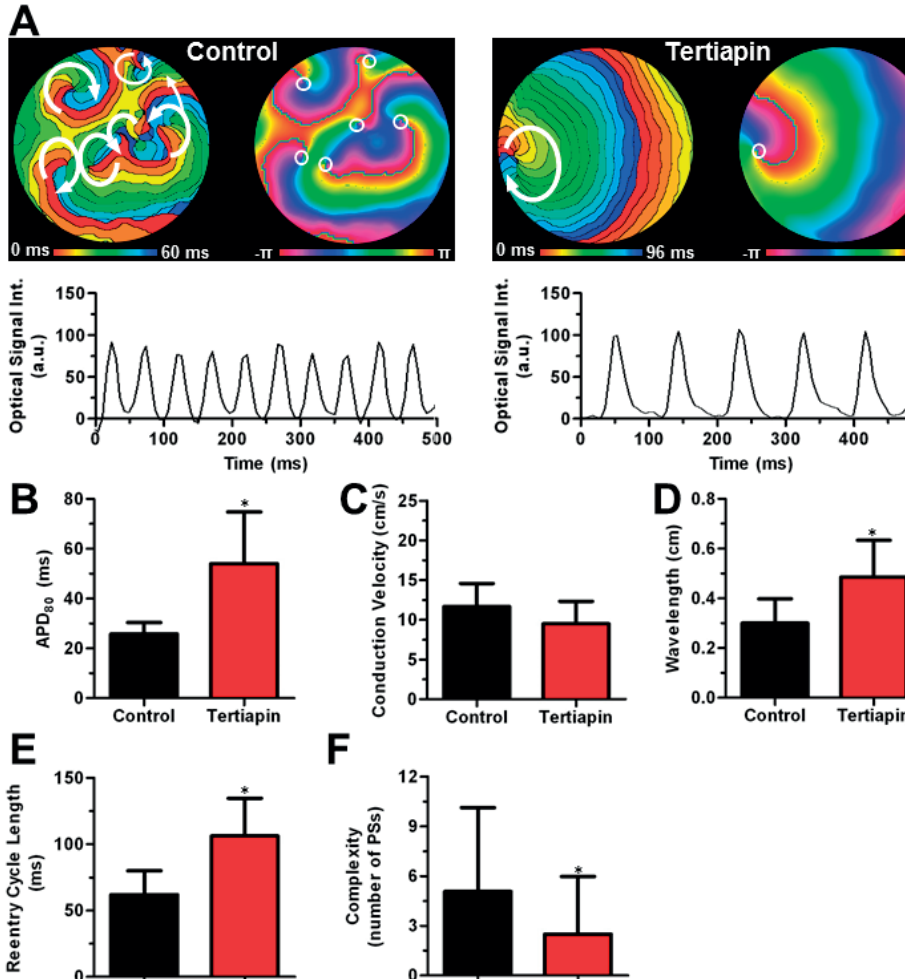 A
Control
Tertiapin
0 ms 60 ms -π π
0 ms 96 ms -π
Optical Signal Int.
(a.u.)
150
100
50
0
0 100 200 300 400 500
Time (ms)
Optical Signal Int.
(a.u.)
150
100
50
0
0 100 200 300 400
Time (ms)
B
APD80 (ms)
80
60
40
20
0
*
Control Tertiapin
C
Conduction Velocity (cm/s)
25
20
15
10
5
0
Control Tertiapin
D
Wavelength (cm)
0.8
0.6
0.4
0.2
0.0
*
Control Tertiapin
E
Reentry Cycle Length
(ms)
150
100
50
*
F
Complexity
(number of PSs)
12
9
6
3
0
*